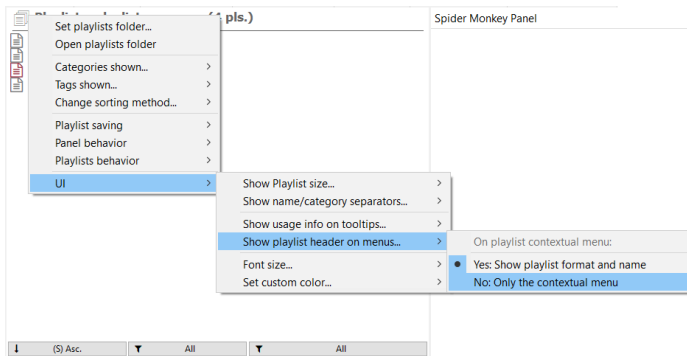 (4 pls.)
Spider Monkey Panel
Set playlists folder...
Open playlists folder
Categories shown...
Tags shown...
Change sorting method...
Playlist saving
Panel behavior
Playlists behavior
UI
Show Playlist size...
Show name/category separators...
Show usage info on tooltips...
Show playlist header on menus...
Font size...
Set custom color...
On playlist contextual menu:
Yes: Show playlist format and name
No: Only the contextual menu
(S) Asc.
All
All